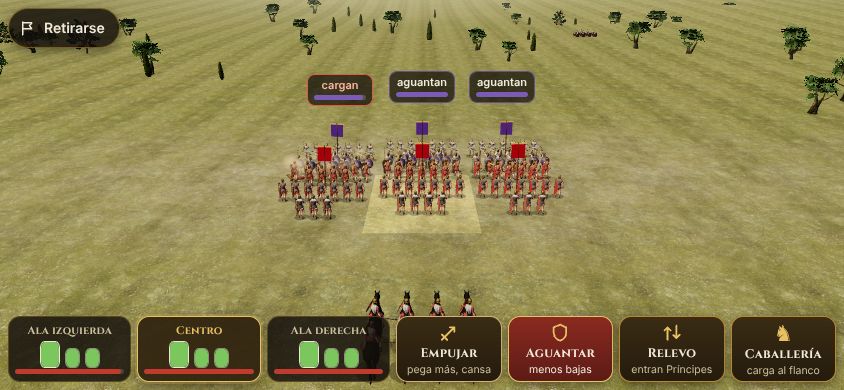 Retirarse
cargan
aguantan
aguantan
Ala izquierda
Centro
Ala derecha
Empujar
pega más, cansa
Aguantar
menos bajas
Relevo
entran Príncipes
Caballería
carga al flanco